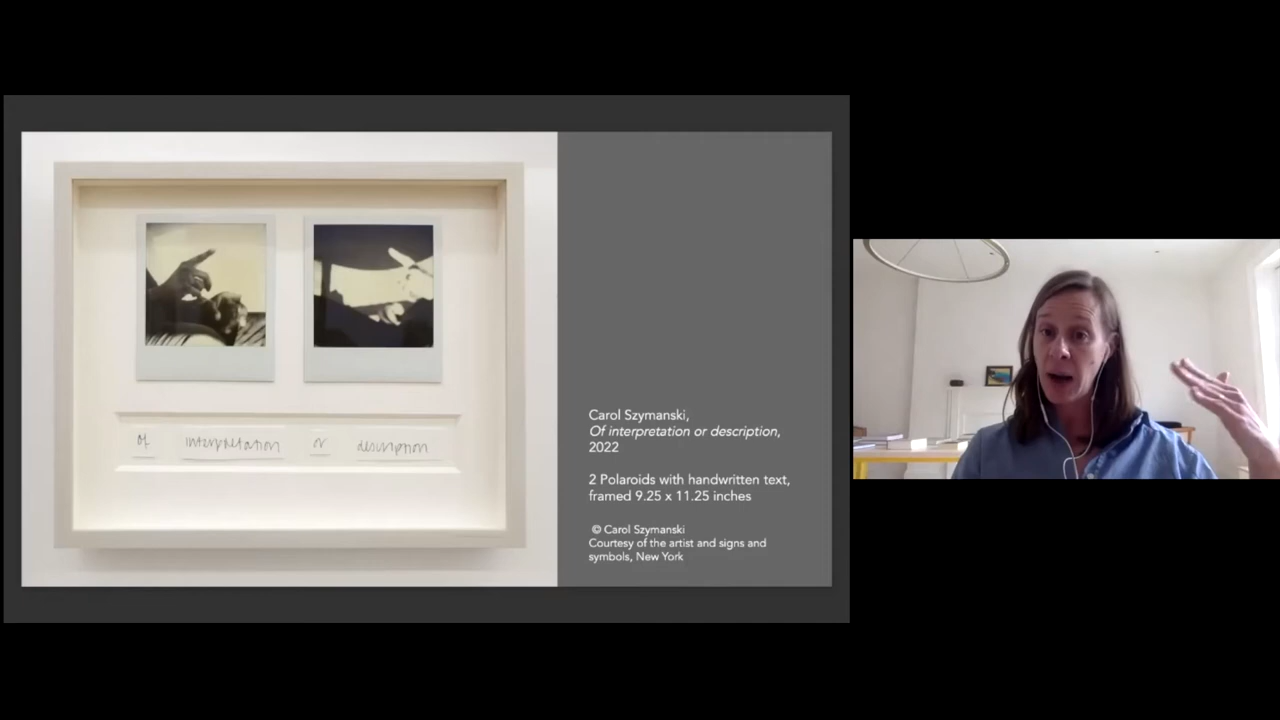 of interpretation or description
Carol Szymanski,
Of interpretation or description,
2022
2 Polaroids with handwritten text,
framed 9.25 x 11.25 inches
© Carol Szymanski
Courtesy of the artist and signs and
symbols, New York